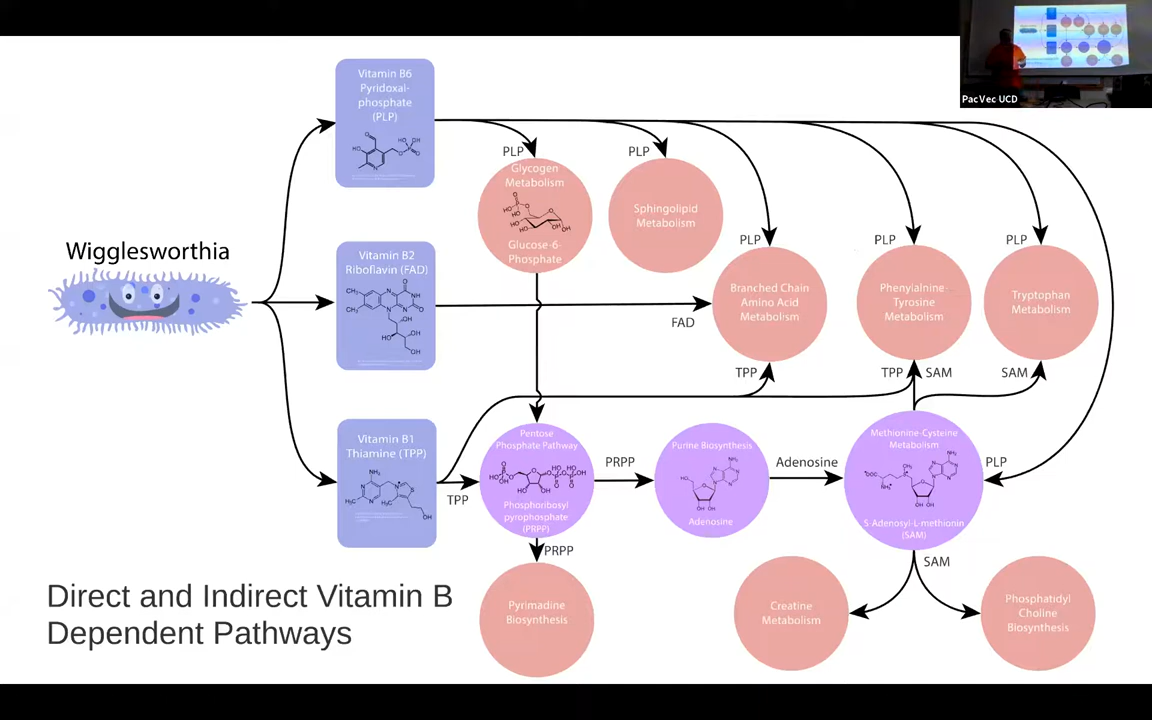 PacVec UCD
Vitamin B6
Pyridoxal-
phosphate
(PLP)
PLP
PLP
Glycogen
Metabolism
Glucose-6-
Phosphate
Sphingolipid
Metabolism
PLP
PLP
PLP
Wigglesworthia
Vitamin B2
Riboflavin (FAD)
FAD
Branched Chain
Amino Acid
Metabolism
Phenyialnine-
Tyrosine
Metabolism
Tryptophan
Metabolism
TPP
TPP
SAM
SAM
Vitamin B1
Thiamine (TPP)
TPP
Pentose
Phosphate Pathway
Phosphoribosyl
pyrophosphate
(PRPP)
PRPP
Purine Biosynthesis
Adenosine
Adenosine
Methionine-Cysteine
Metabolism
S-Adenosyl-L-methionin
(SAM)
PLP
PRPP
SAM
Pyrimadine
Biosynthesis
Creatine
Metabolism
Phosphatidyl
Choline
Biosynthesis
Direct and Indirect Vitamin B
Dependent Pathways